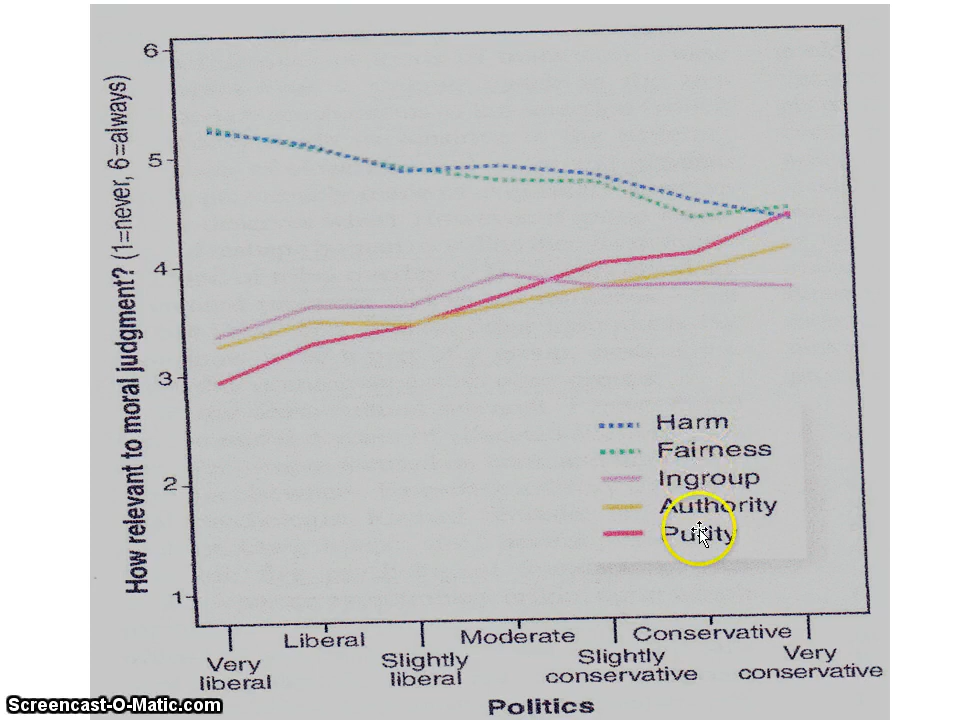 How relevant to moral judgment? (1=never, 6=always)
6
5
4
3
2
1
Harm
Fairness
Ingroup
Authority
Purity
Very
liberal
Liberal
Slightly
liberal
Moderate
Slightly
conservative
Conservative
Very
conservative
Politics
Screencast-O-Matic.com